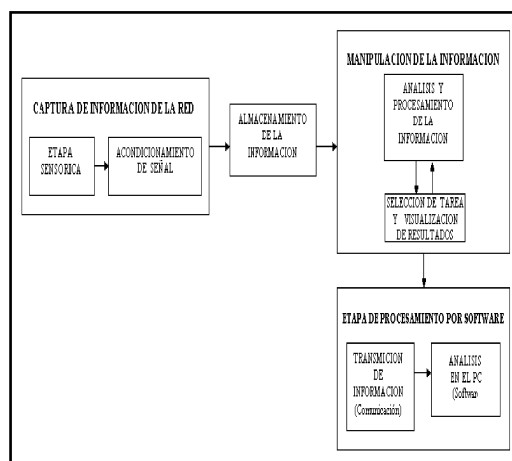 CAPTURA DE INFORMACION DE LA RED
ETAPA
SENSORICA
ACONDICIONAMIENTO
DE SEÑAL
ALMACENAMIENTO
DE LA
INFORMACION
MANIPULACION DE LA INFORMACION
ANALISIS Y
PROCESAMIENTO
DE LA
INFORMACION
SELECCION DE TAREA
Y VISUALIZACION
DE RESULTADOS
ETAPA DE PROCESAMIENTO POR SOFTWARE
TRANSMICION
DE
INFORMACION
(Comunicación)
ANALISIS
EN EL PC
(Softwar